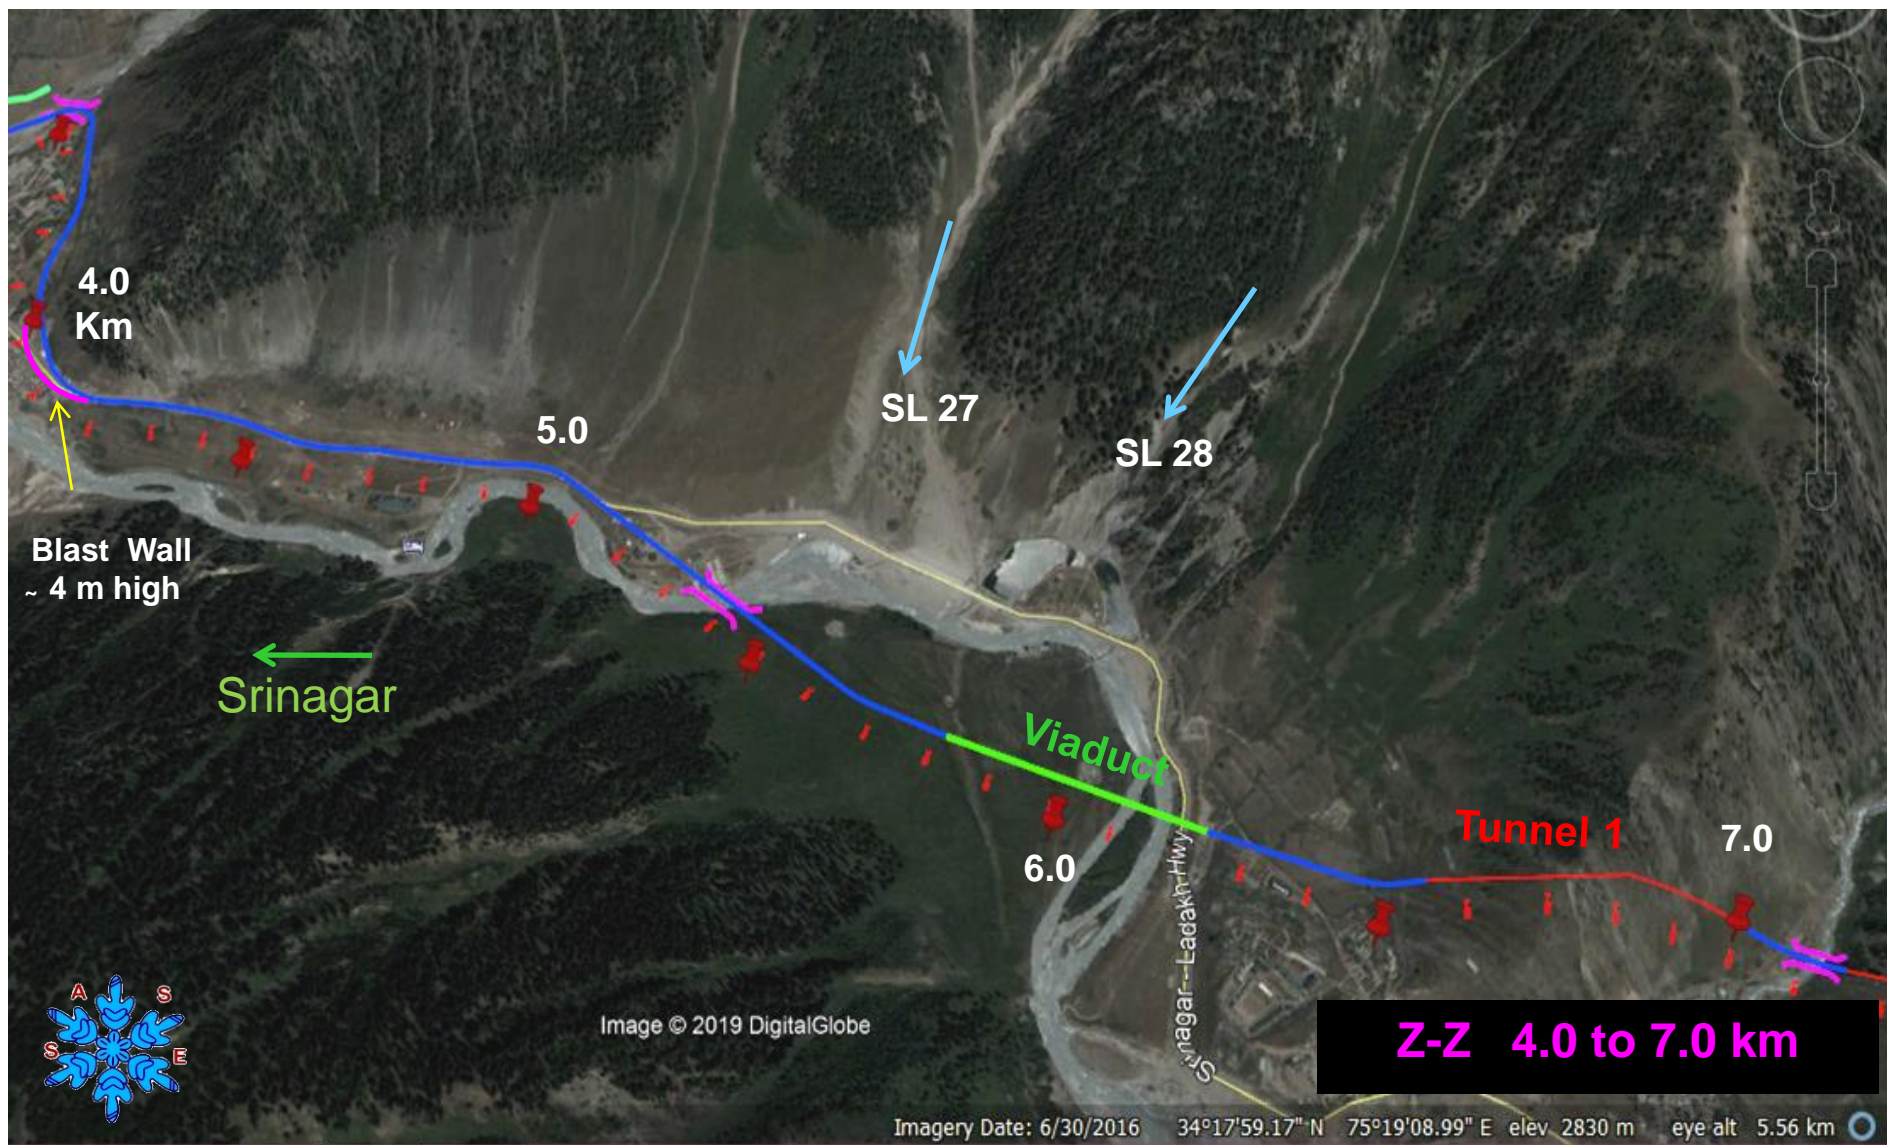 4.0
Km
5.0
SL 27
SL 28
Blast Wall
~ 4 m high
Srinagar
Viaduct
6.0
Tunnel 1
7.0
Srinagar--Ladakh Hwy
A S
S E
Image © 2019 DigitalGlobe
Z-Z 4.0 to 7.0 km
Imagery Date: 6/30/2016 34°17'59.17" N 75°19'08.99" E elev 2830 m eye alt 5.56 km